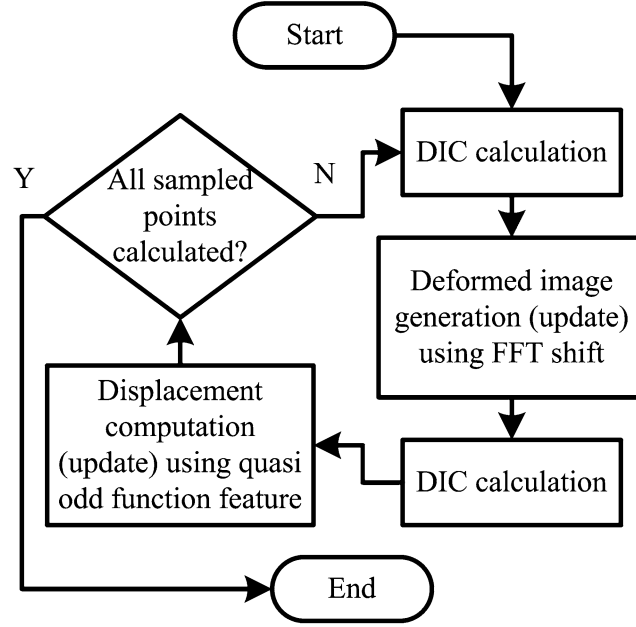 Start
DIC calculation
Deformed image
generation (update)
using FFT shift
DIC calculation
Displacement
computation
(update) using quasi
odd function feature
All sampled
points
calculated?
Y
N
End